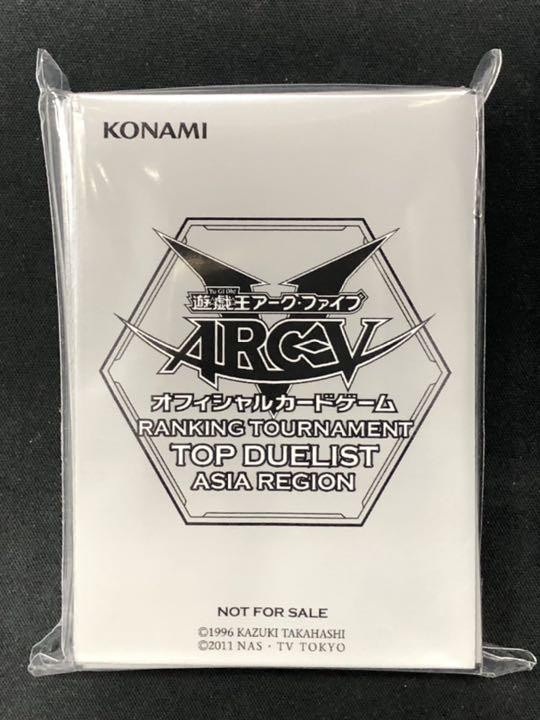 KONAMI
Yu-Gi-Oh!
遊戯王アーク・ファイブ
ARC-V
オフィシャルカードゲーム
RANKING TOURNAMENT
TOP DUELIST
ASIA REGION
NOT FOR SALE
©1996 KAZUKI TAKAHASHI
©2011 NAS・TV TOKYO